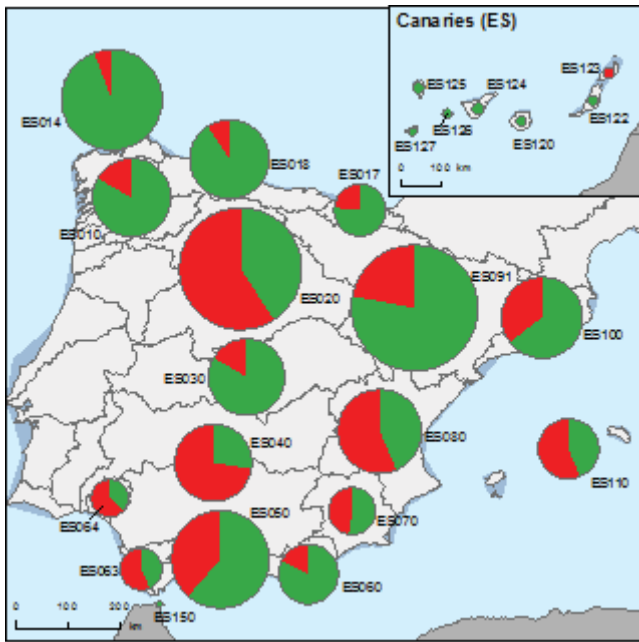 Canaries (ES)
ES123
ES125
ES124
ES122
ES126
ES127
ES120
0 100 km
ES014
ES018
ES017
ES010
ES091
ES020
ES100
ES030
ES040
ES080
ES110
ES050
ES064
ES070
ES063
ES060
ES150
0 100 200
km